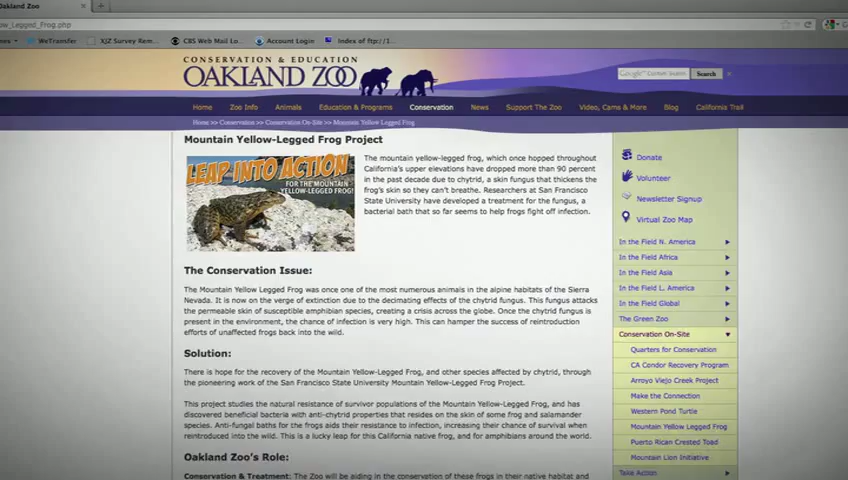 Oakland Zoo
ow_Legged_Frog.php
WeTransfer
XJZ Survey Rem...
CBS Web Mail Lo...
Account Login
Index of ftp://1...
CONSERVATION & EDUCATION
OAKLAND ZOO
Search
Home
Zoo Info
Animals
Education & Programs
Conservation
News
Support The Zoo
Video, Cams & More
Blog
California Trail
Home >> Conservation >> Conservation On-Site >> Mountain Yellow Legged Frog
Mountain Yellow-Legged Frog Project
LEAP INTO ACTION
FOR THE MOUNTAIN
YELLOW-LEGGED FROG!
The mountain yellow-legged frog, which once hopped throughout
California's upper elevations have dropped more than 90 percent
in the past decade due to chytrid, a skin fungus that thickens the
frog's skin so they can't breathe. Researchers at San Francisco
State University have developed a treatment for the fungus, a
bacterial bath that so far seems to help frogs fight off infection.
The Conservation Issue:
The Mountain Yellow Legged Frog was once one of the most numerous animals in the alpine habitats of the Sierra
Nevada. It is now on the verge of extinction due to the decimating effects of the chytrid fungus. This fungus attacks
the permeable skin of susceptible amphibian species, creating a crisis across the globe. Once the chytrid fungus is
present in the environment, the chance of infection is very high. This can hamper the success of reintroduction
efforts of unaffected frogs back into the wild.
Solution:
There is hope for the recovery of the Mountain Yellow-Legged Frog, and other species affected by chytrid, through
the pioneering work of the San Francisco State University Mountain Yellow-Legged Frog Project.
This project studies the natural resistance of survivor populations of the Mountain Yellow-Legged Frog, and has
discovered beneficial bacteria with anti-chytrid properties that resides on the skin of some frog and salamander
species. Anti-fungal baths for the frogs aids their resistance to infection, increasing their chance of survival when
reintroduced into the wild. This is a lucky leap for this California native frog, and for amphibians around the world.
Oakland Zoo's Role:
Conservation & Treatment: The Zoo will be aiding in the conservation of these frogs in their native habitat and
Donate
Volunteer
Newsletter Signup
Virtual Zoo Map
In the Field N. America
In the Field Africa
In the Field Asia
In the Field L. America
In the Field Global
The Green Zoo
Conservation On-Site
Quarters for Conservation
CA Condor Recovery Program
Arroyo Viejo Creek Project
Make the Connection
Western Pond Turtle
Mountain Yellow Legged Frog
Puerto Rican Crested Toad
Mountain Lion Initiative
Take Action